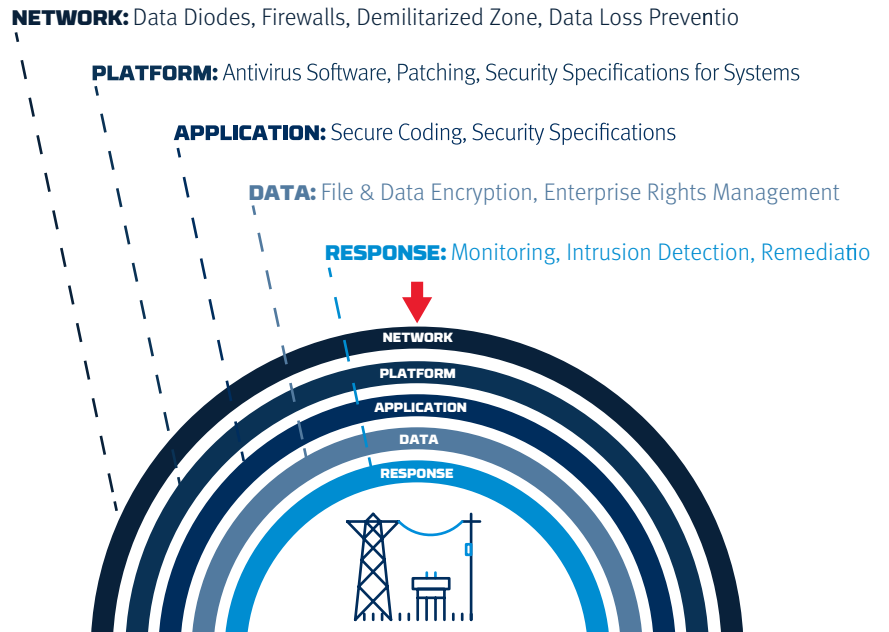 NETWORK: Data Diodes, Firewalls, Demilitarized Zone, Data Loss Preventio
PLATFORM: Antivirus Software, Patching, Security Specifications for Systems
APPLICATION: Secure Coding, Security Specifications
DATA: File & Data Encryption, Enterprise Rights Management
RESPONSE: Monitoring, Intrusion Detection, Remediatio
NETWORK
PLATFORM
APPLICATION
DATA
RESPONSE